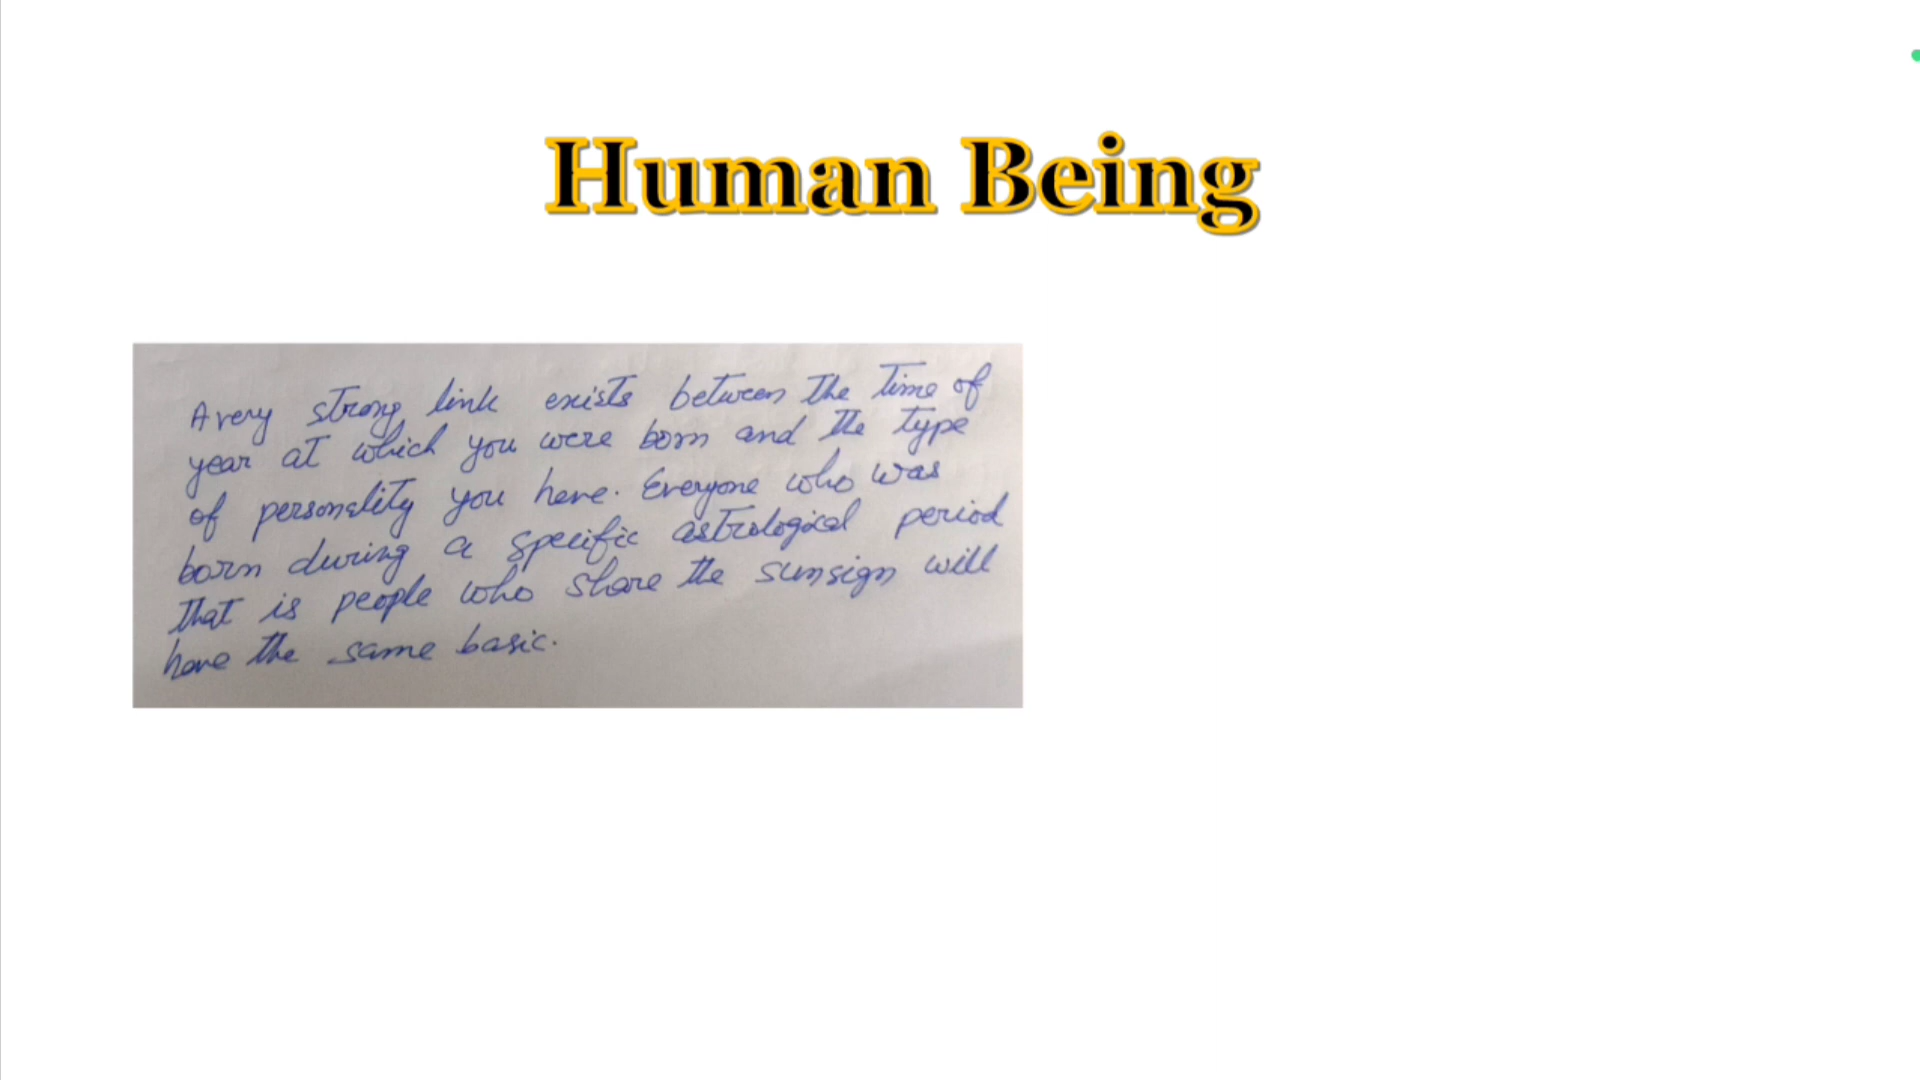 Human Being
A very strong link exists between the time of
year at which you were born and the type
of personality you have. Everyone who was
born during a specific astrological period
that is people who share the sunsign will
have the same basic.